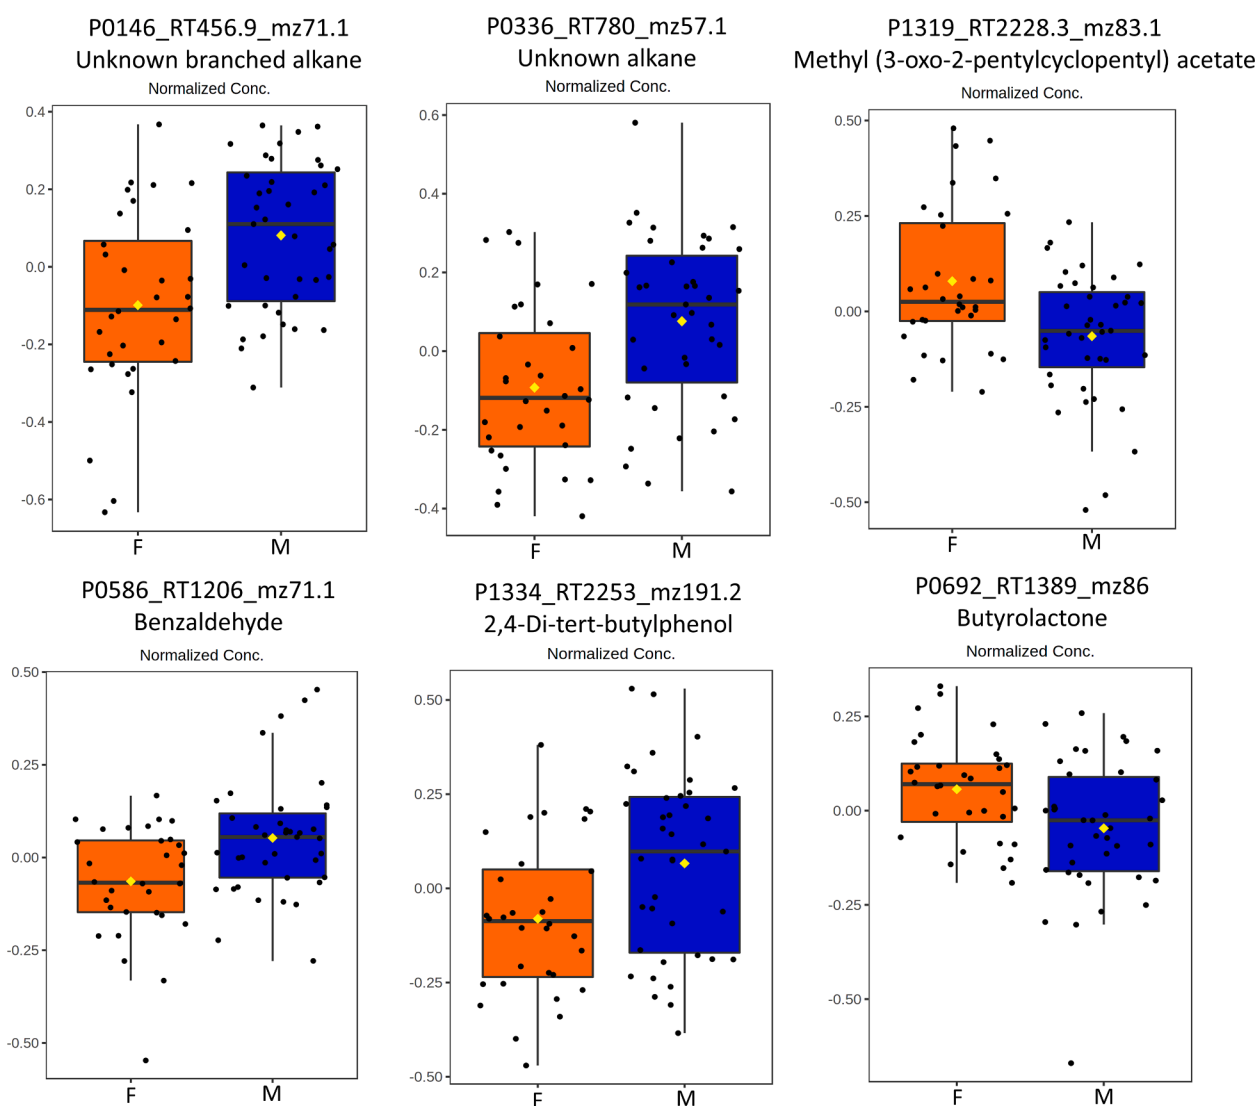 P0146_RT456.9_mz71.1
Unknown branched alkane
Normalized Conc.
0.4
0.2
0.0
-0.2
-0.4
-0.6
F M
P0336_RT780_mz57.1
Unknown alkane
Normalized Conc.
0.6
0.4
0.2
0.0
-0.2
-0.4
F M
P1319_RT2228.3_mz83.1
Methyl (3-oxo-2-pentylcyclopentyl) acetate
Normalized Conc.
0.50
0.25
0.00
-0.25
-0.50
F M
P0586_RT1206_mz71.1
Benzaldehyde
Normalized Conc.
0.50
0.25
0.00
-0.25
-0.50
F M
P1334_RT2253_mz191.2
2,4-Di-tert-butylphenol
Normalized Conc.
0.50
0.25
0.00
-0.25
-0.50
F M
P0692_RT1389_mz86
Butyrolactone
Normalized Conc.
0.25
0.00
-0.25
-0.50
F M